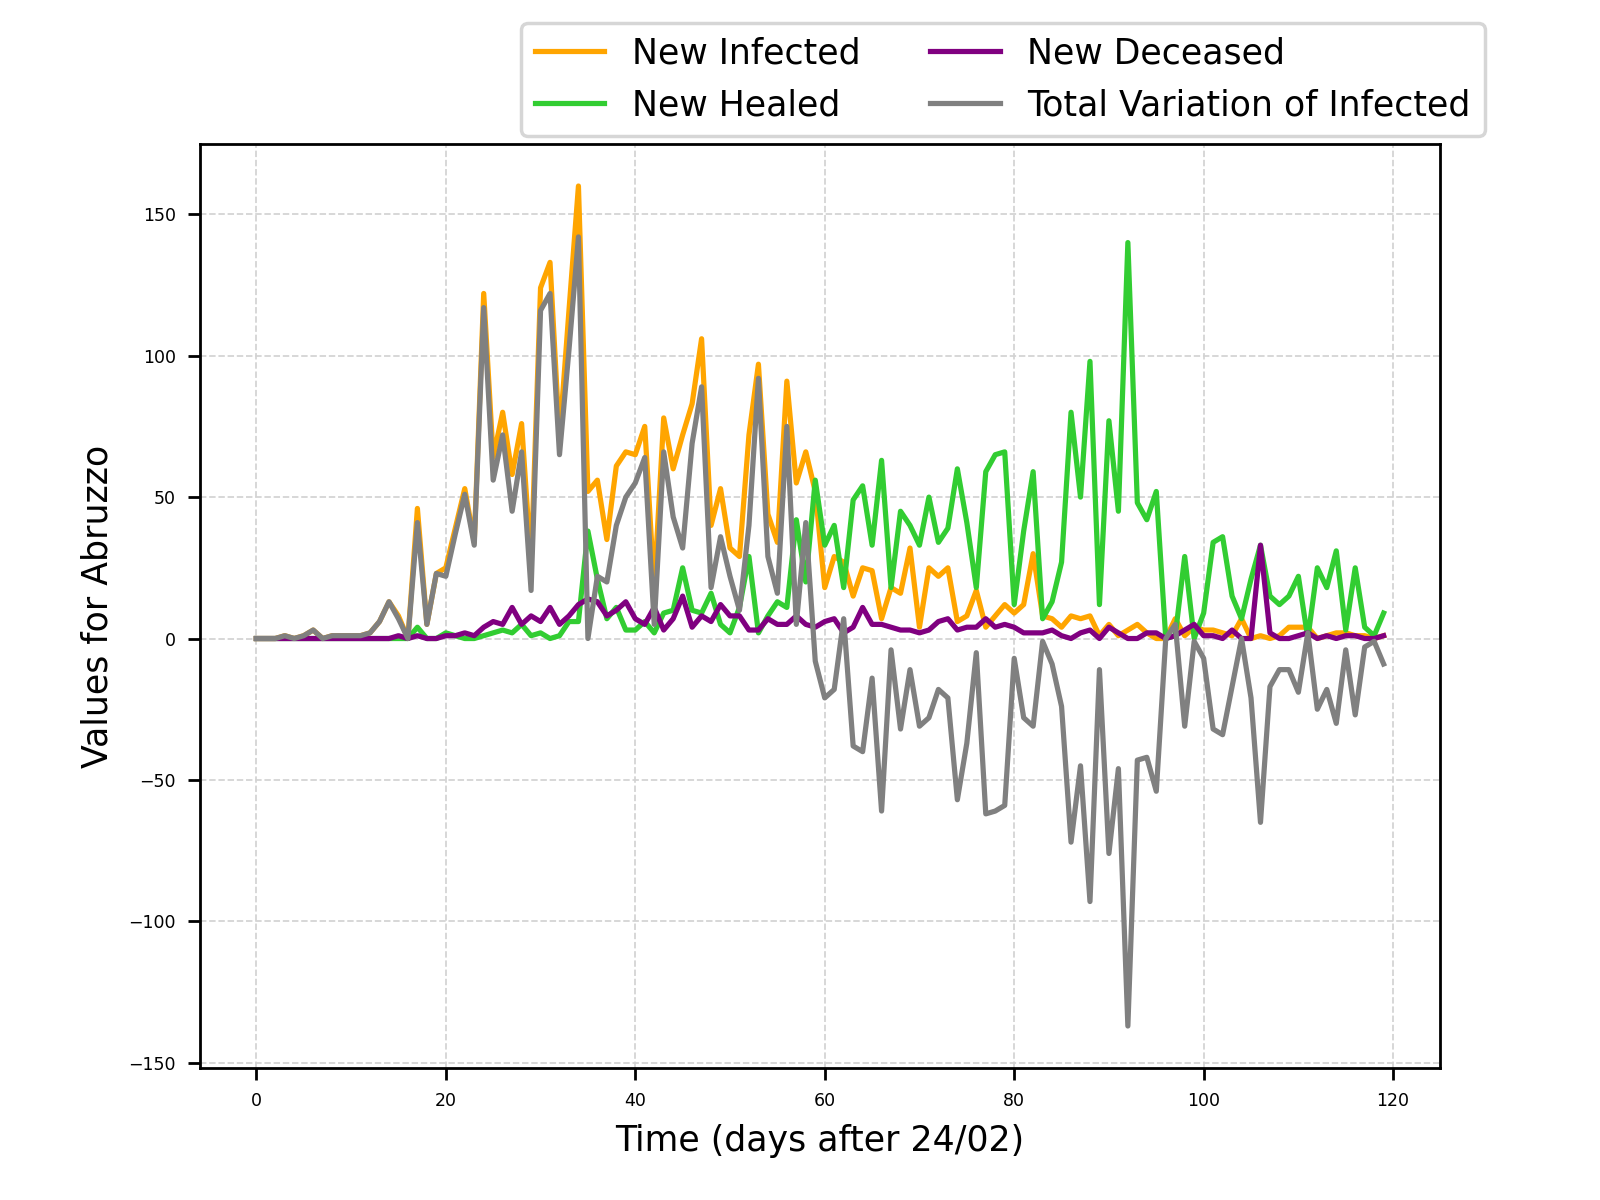 New Infected
New Healed
New Deceased
Total Variation of Infected
Values for Abruzzo
150
100
50
0
−50
−100
−150
0 20 40 60 80 100 120
Time (days after 24/02)